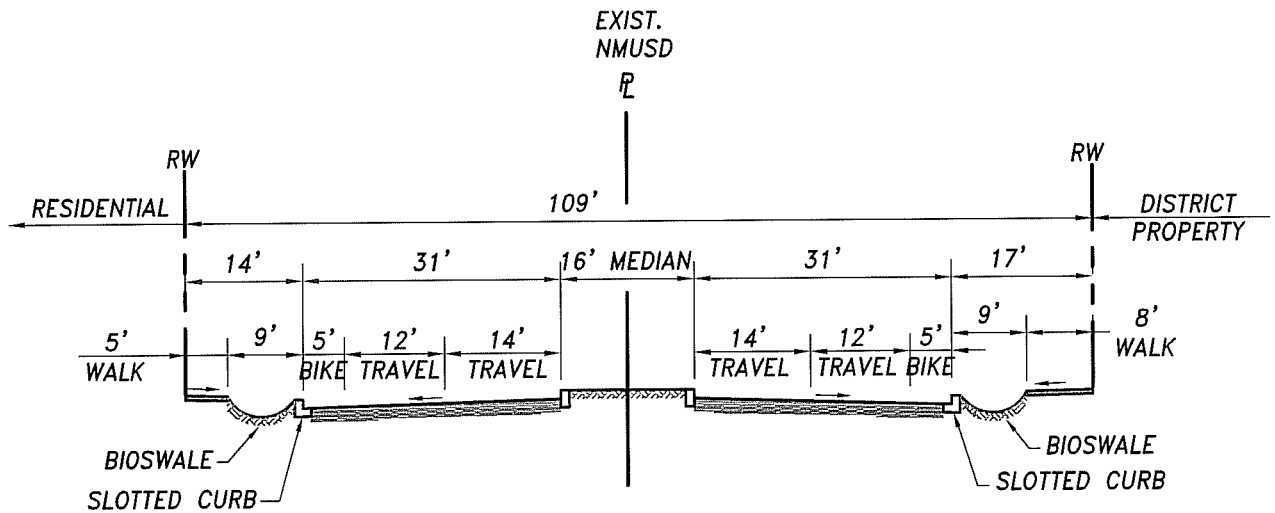 EXIST.
NMUSD
PL
RW
RW
RESIDENTIAL
109'
DISTRICT
PROPERTY
14'
31'
16' MEDIAN
31'
17'
5'
WALK
9'
5'
BIKE
12'
TRAVEL
14'
TRAVEL
14'
TRAVEL
12'
TRAVEL
5'
BIKE
9'
8'
WALK
BIOSWALE
SLOTTED CURB
BIOSWALE
SLOTTED CURB